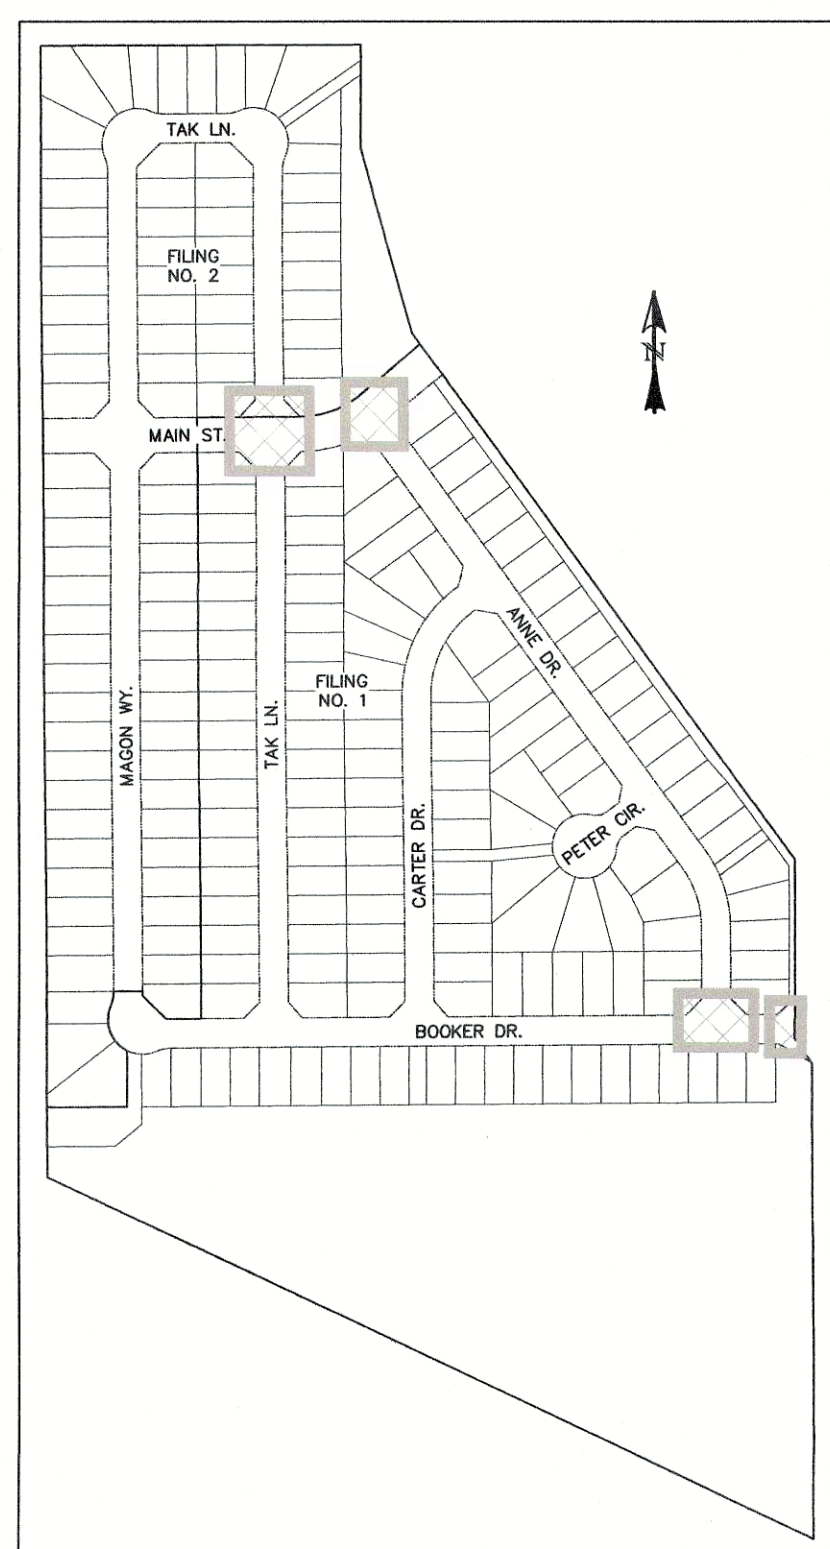 TAK LN.
FILING
NO. 2
N
MAIN ST.
ANNE DR.
FILING
NO. 1
MAGON WY.
TAK LN.
CARTER DR.
PETER CIR.
BOOKER DR.